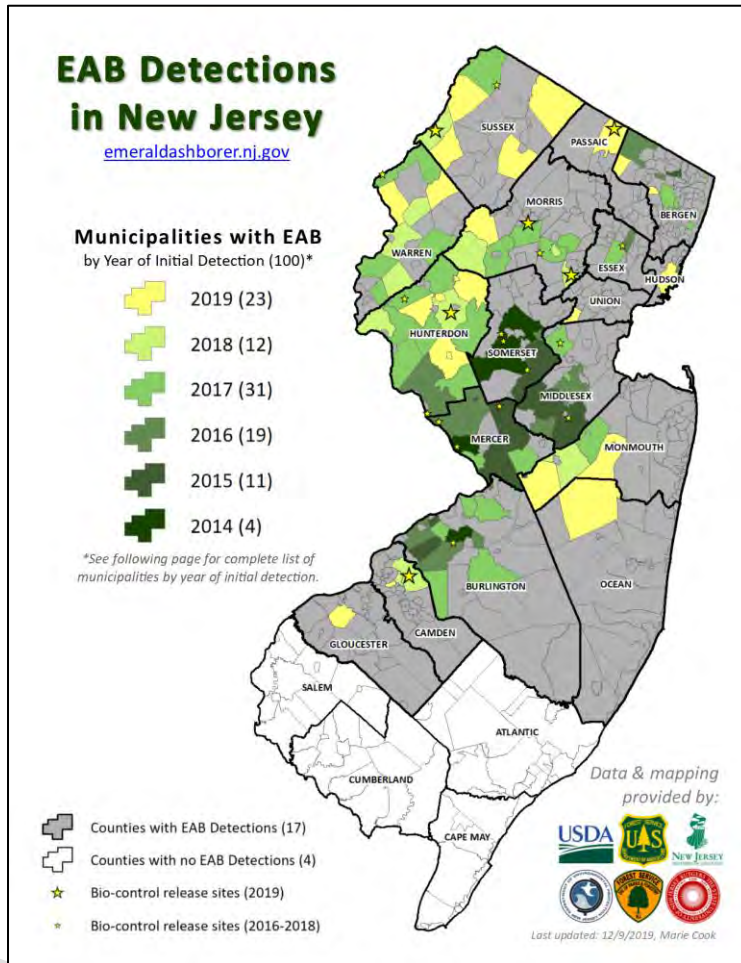 EAB Detections
in New Jersey
emeraldashborer.nj.gov
Municipalities with EAB
by Year of Initial Detection (100)*
2019 (23)
2018 (12)
2017 (31)
2016 (19)
2015 (11)
2014 (4)
*See following page for complete list of
municipalities by year of initial detection.
SUSSEX
PASSAIC
BERGEN
MORRIS
WARREN
ESSEX
HUDSON
UNION
HUNTERDON
SOMERSET
MIDDLESEX
MERCER
MONMOUTH
OCEAN
BURLINGTON
CAMDEN
GLOUCESTER
SALEM
ATLANTIC
CUMBERLAND
CAPE MAY
Counties with EAB Detections (17)
Counties with no EAB Detections (4)
Bio-control release sites (2019)
Bio-control release sites (2016-2018)
Data & mapping
provided by:
USDA
FOREST SERVICE
U S
NEW JERSEY
FOREST SERVICE
Last updated: 12/9/2019, Marie Cook